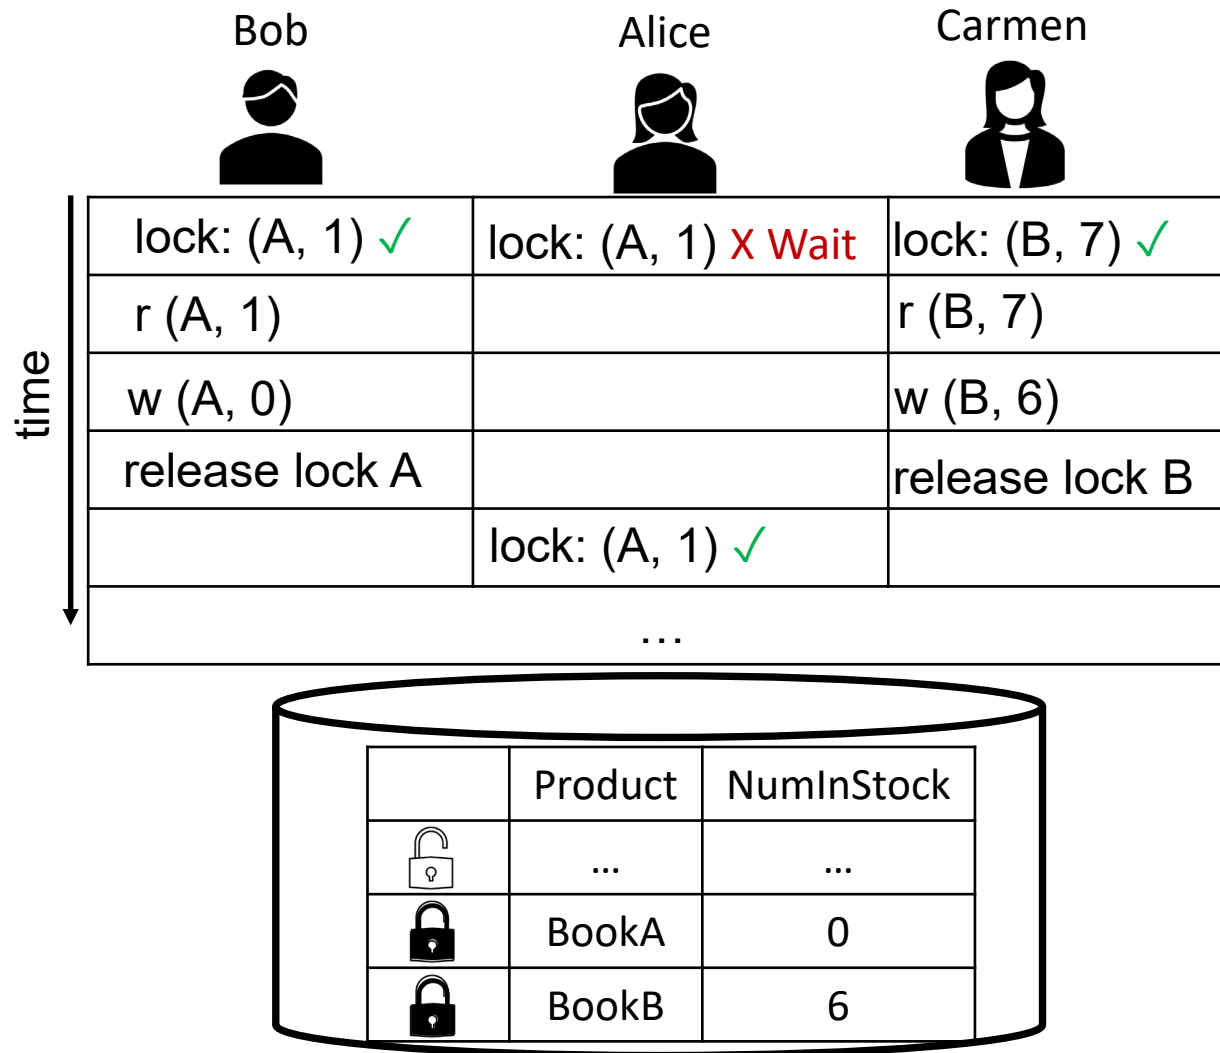 Bob Alice Carmen
lock: (A, 1) ✓ lock: (A, 1) X Wait lock: (B, 7) ✓
r (A, 1) r (B, 7)
w (A, 0) w (B, 6)
release lock A release lock B
lock: (A, 1) ✓
...
time
Product NumInStock
... ...
BookA 0
BookB 6